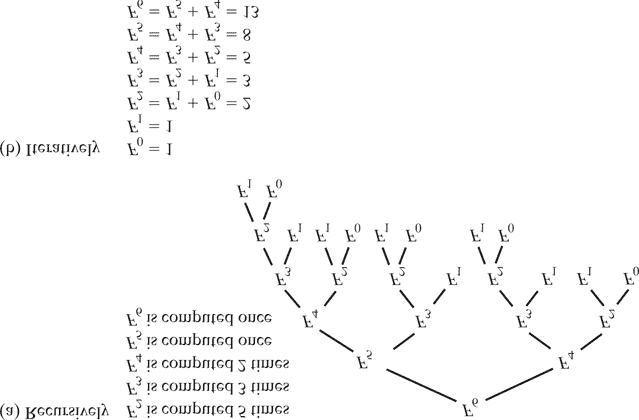 (a) Recursively F₂ is computed 5 times
F₃ is computed 3 times
F₄ is computed 2 times
F₅ is computed once
F₆ is computed once
F₆
F₅ F₄
F₄ F₃ F₃ F₂
F₃ F₂ F₂ F₁ F₂ F₁ F₁ F₀
F₂ F₁ F₁ F₀ F₁ F₀ F₁ F₀
F₁ F₀
(b) Iteratively F₀ = 1
F₁ = 1
F₂ = F₁ + F₀ = 2
F₃ = F₂ + F₁ = 3
F₄ = F₃ + F₂ = 5
F₅ = F₄ + F₃ = 8
F₆ = F₅ + F₄ = 13